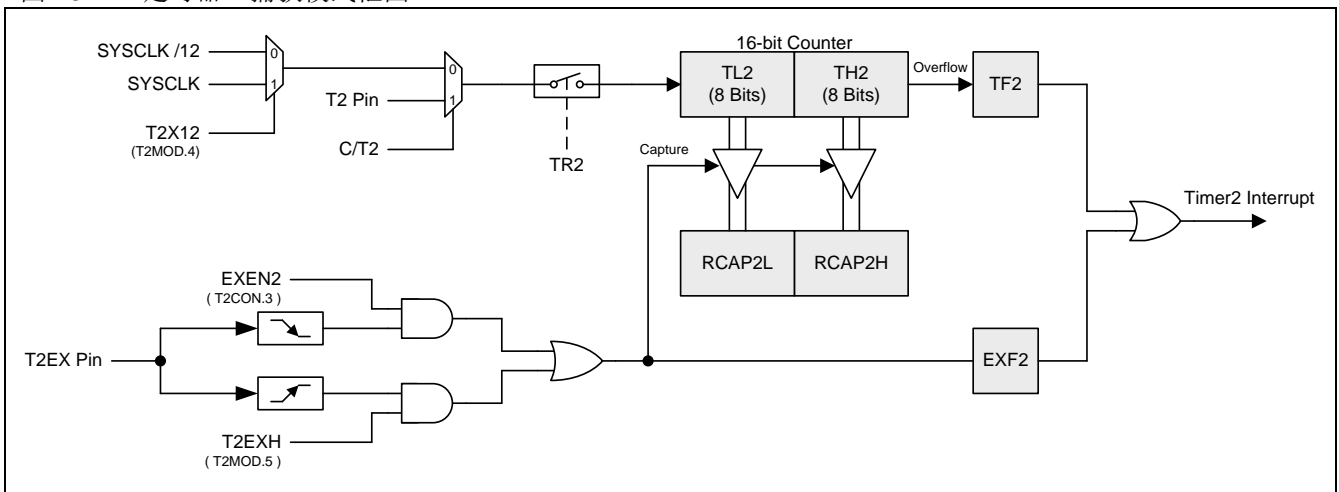 SYSCLK /12
0
SYSCLK
1
T2X12
(T2MOD.4)
0
T2 Pin
1
C/T2
TR2
16-bit Counter
TL2
(8 Bits)
TH2
(8 Bits)
Overflow
TF2
Capture
RCAP2L
RCAP2H
Timer2 Interrupt
EXEN2
( T2CON.3 )
T2EX Pin
T2EXH
( T2MOD.5 )
EXF2